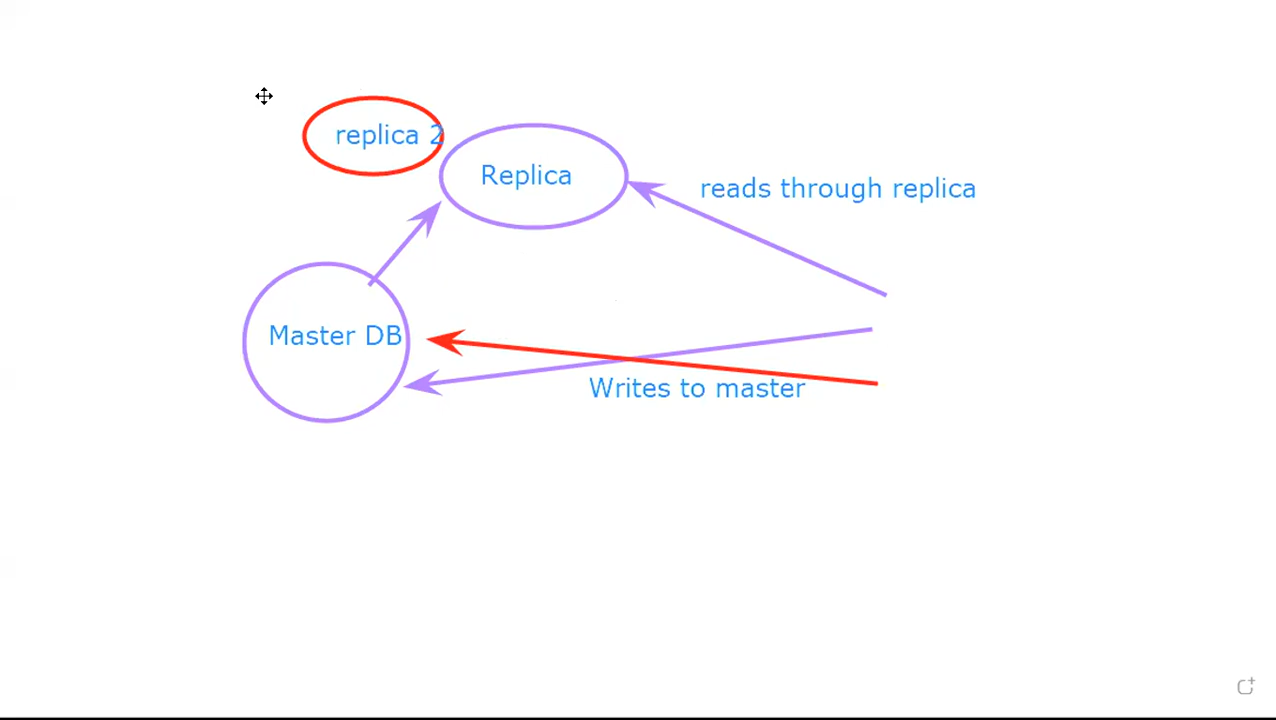 replica 2
Replica
reads through replica
Master DB
Writes to master